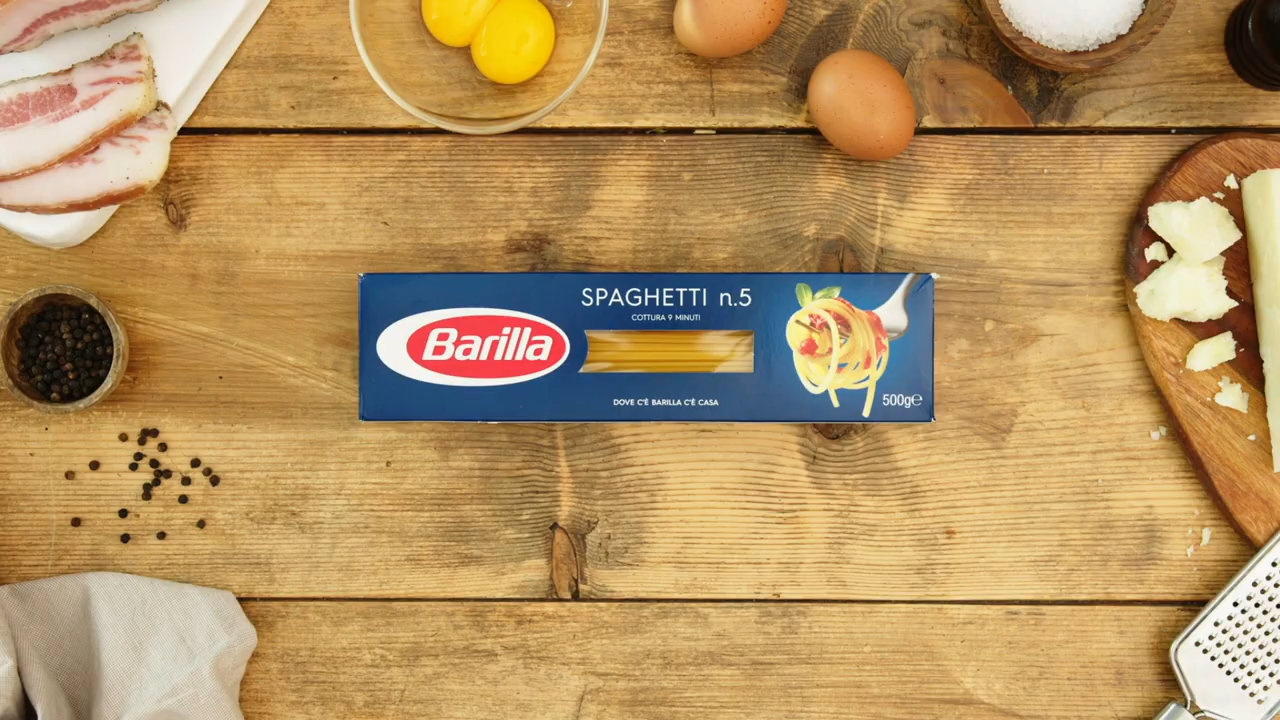 SPAGHETTI n.5
COTTURA 9 MINUTI
Barilla
DOVE C'È BARILLA C'È CASA
500g℮